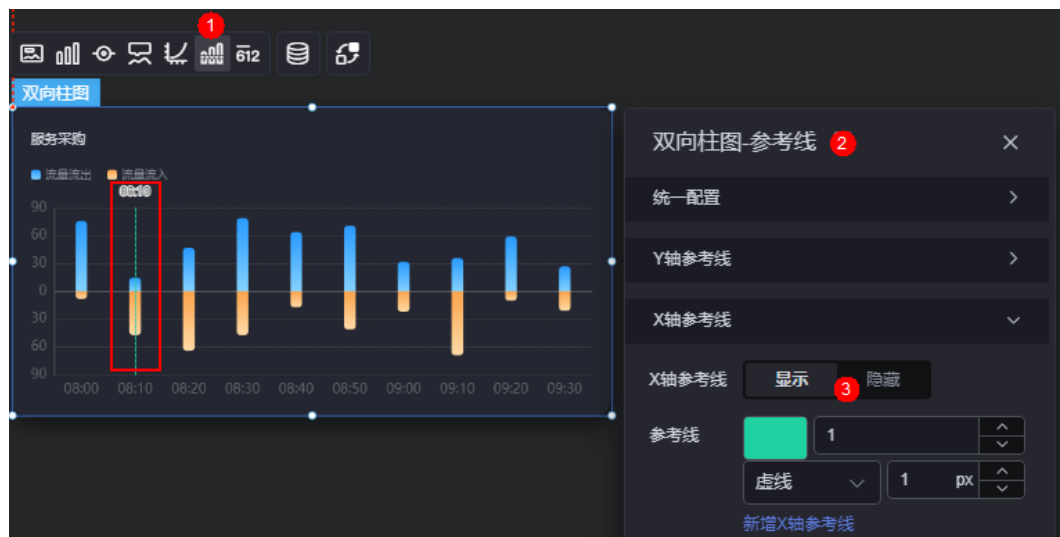 1
612
双向柱图
服务采购
流量流出 流量流入
08:10
90
60
30
0
30
60
90
08:00 08:10 08:20 08:30 08:40 08:50 09:00 09:10 09:20 09:30
双向柱图-参考线 2
统一配置
Y轴参考线
X轴参考线
X轴参考线 显示 3 隐藏
参考线 1
虚线 1 px
新增X轴参考线